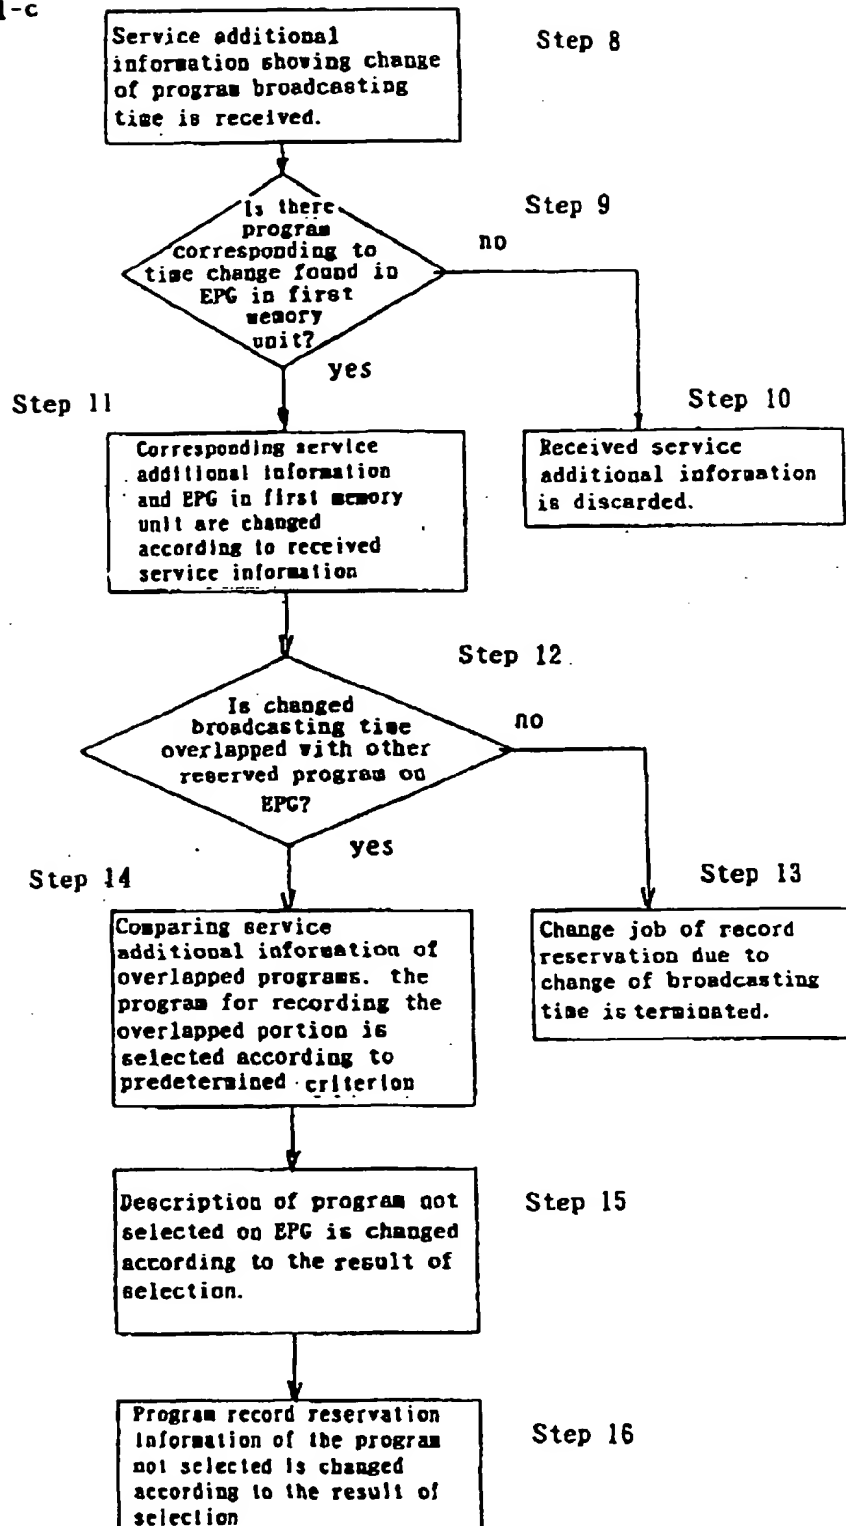 1-c
Service additional
information showing change
of program broadcasting
time is received.
Step 8
Is there
program
corresponding to
time change found in
EPG in first
memory
unit?
Step 9
no
yes
Step 11
Step 10
Corresponding service
additional information
and EPG in first memory
unit are changed
according to received
service information
Received service
additional information
is discarded.
Step 12
Is changed
broadcasting time
overlapped with other
reserved program on
EPG?
no
yes
Step 14
Step 13
Comparing service
additional information of
overlapped programs. the
program for recording the
overlapped portion is
selected according to
predetermined criterion
Change job of record
reservation due to
change of broadcasting
time is terminated.
Description of program not
selected on EPG is changed
according to the result of
selection.
Step 15
Program record reservation
information of the program
not selected is changed
according to the result of
selection
Step 16